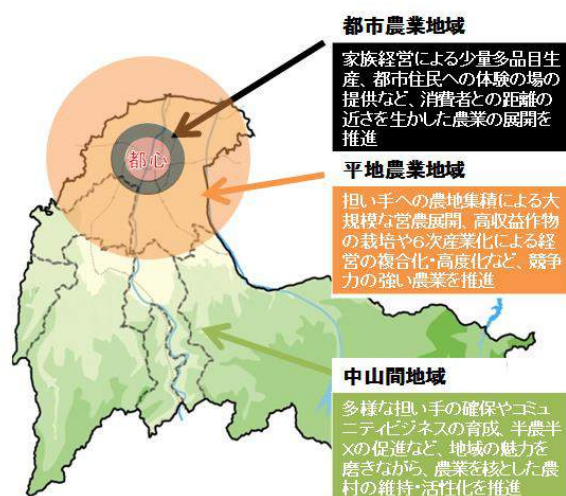 都市農業地域
家族経営による少量多品目生
産、都市住民への体験の場の
提供など、消費者との距離の
近さを生かした農業の展開を
推進
都心
平地農業地域
担い手への農地集積による大
規模な営農展開、高収益作物
の栽培や6次産業化による経
営の複合化・高度化など、競争
力の強い農業を推進
中山間地域
多様な担い手の確保やコミュ
ニティビジネスの育成、半農半
Xの促進など、地域の魅力を
磨きながら、農業を核とした農
村の維持・活性化を推進